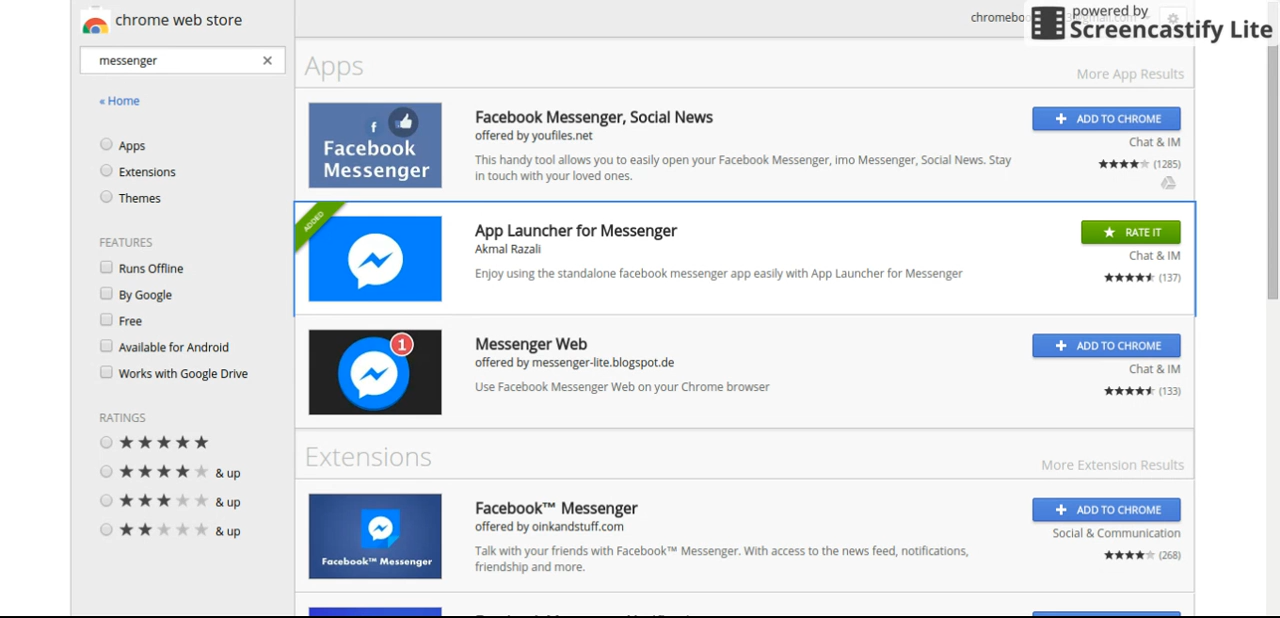 chrome web store
chromebo
powered by
Screencastify Lite
messenger
« Home
Apps
Extensions
Themes
FEATURES
Runs Offline
By Google
Free
Available for Android
Works with Google Drive
RATINGS
& up
& up
& up
Apps
More App Results
Facebook
Messenger
Facebook Messenger, Social News
offered by youfiles.net
This handy tool allows you to easily open your Facebook Messenger, imo Messenger, Social News. Stay
in touch with your loved ones.
ADD TO CHROME
Chat & IM
(1285)
ADDED
App Launcher for Messenger
Akmal Razali
Enjoy using the standalone facebook messenger app easily with App Launcher for Messenger
RATE IT
Chat & IM
(137)
1
Messenger Web
offered by messenger-lite.blogspot.de
Use Facebook Messenger Web on your Chrome browser
ADD TO CHROME
Chat & IM
(133)
Extensions
More Extension Results
Facebook™ Messenger
Facebook™ Messenger
offered by oinkandstuff.com
Talk with your friends with Facebook™ Messenger. With access to the news feed, notifications,
friendship and more.
ADD TO CHROME
Social & Communication
(268)